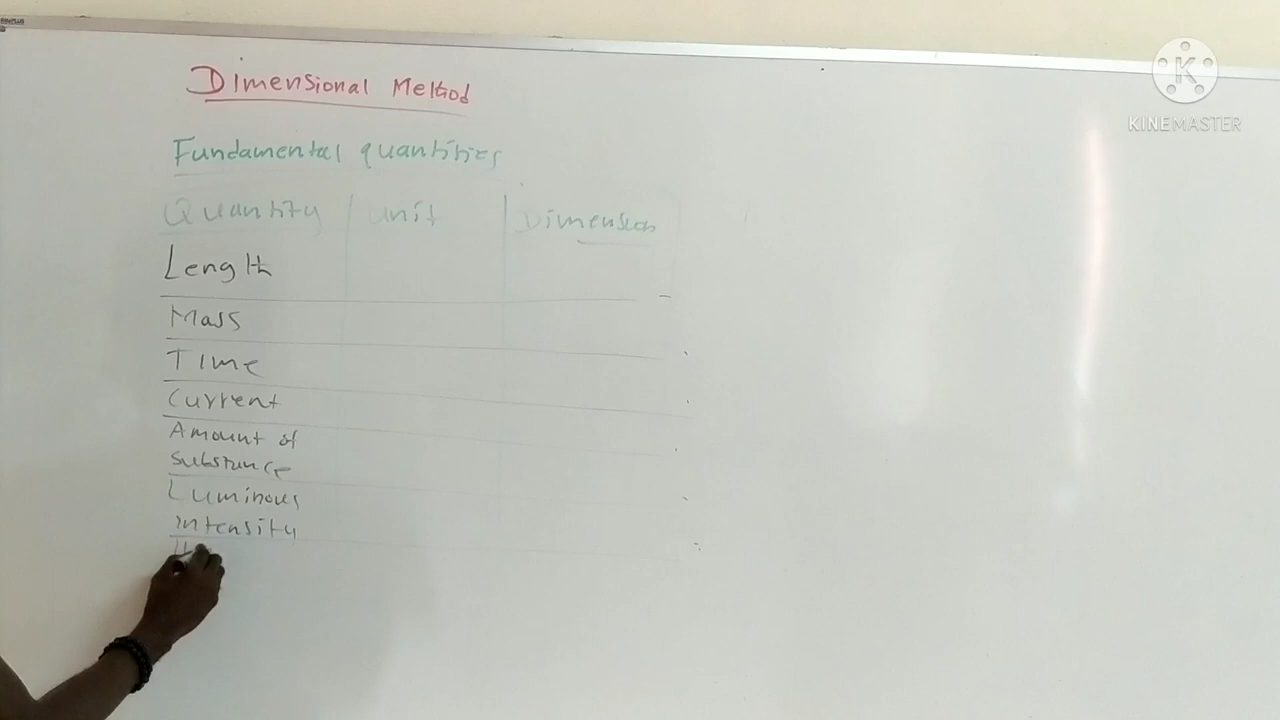 Dimensional Method
Fundamental quantities
Quantity unit Dimension
Length
Mass
Time
Current
Amount of
substance
Luminous
intensity
KINEMASTER